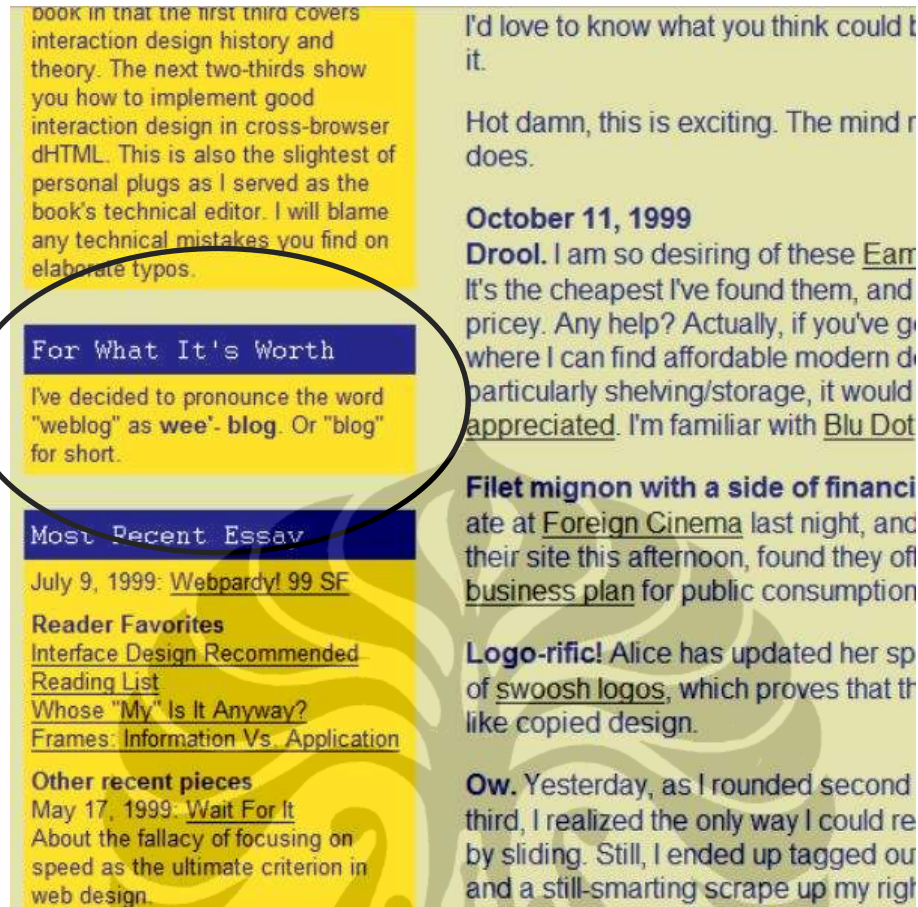 book in that the first third covers
interaction design history and
theory. The next two-thirds show
you how to implement good
interaction design in cross-browser
dHTML. This is also the slightest of
personal plugs as I served as the
book's technical editor. I will blame
any technical mistakes you find on
elaborate typos.
For What It's Worth
I've decided to pronounce the word
"weblog" as wee'- blog. Or "blog"
for short.
Most Recent Essay
July 9, 1999: Webpardy! 99 SF
Reader Favorites
Interface Design Recommended
Reading List
Whose "My" Is It Anyway?
Frames: Information Vs. Application
Other recent pieces
May 17, 1999: Wait For It
About the fallacy of focusing on
speed as the ultimate criterion in
web design.
I'd love to know what you think could
it.
Hot damn, this is exciting. The mind
does.
October 11, 1999
Drool. I am so desiring of these
It's the cheapest I've found them, and
pricey. Any help? Actually, if you've
where I can find affordable modern
particularly shelving/storage, it would
appreciated. I'm familiar with Blu Dot
Filet mignon with a side of
ate at Foreign Cinema last night, and
their site this afternoon, found they
business plan for public consumption
Logo-rific! Alice has updated her
of swoosh logos, which proves that
like copied design.
Ow. Yesterday, as I rounded second
third, I realized the only way I could
by sliding. Still, I ended up tagged
and a still-smarting scrape up my